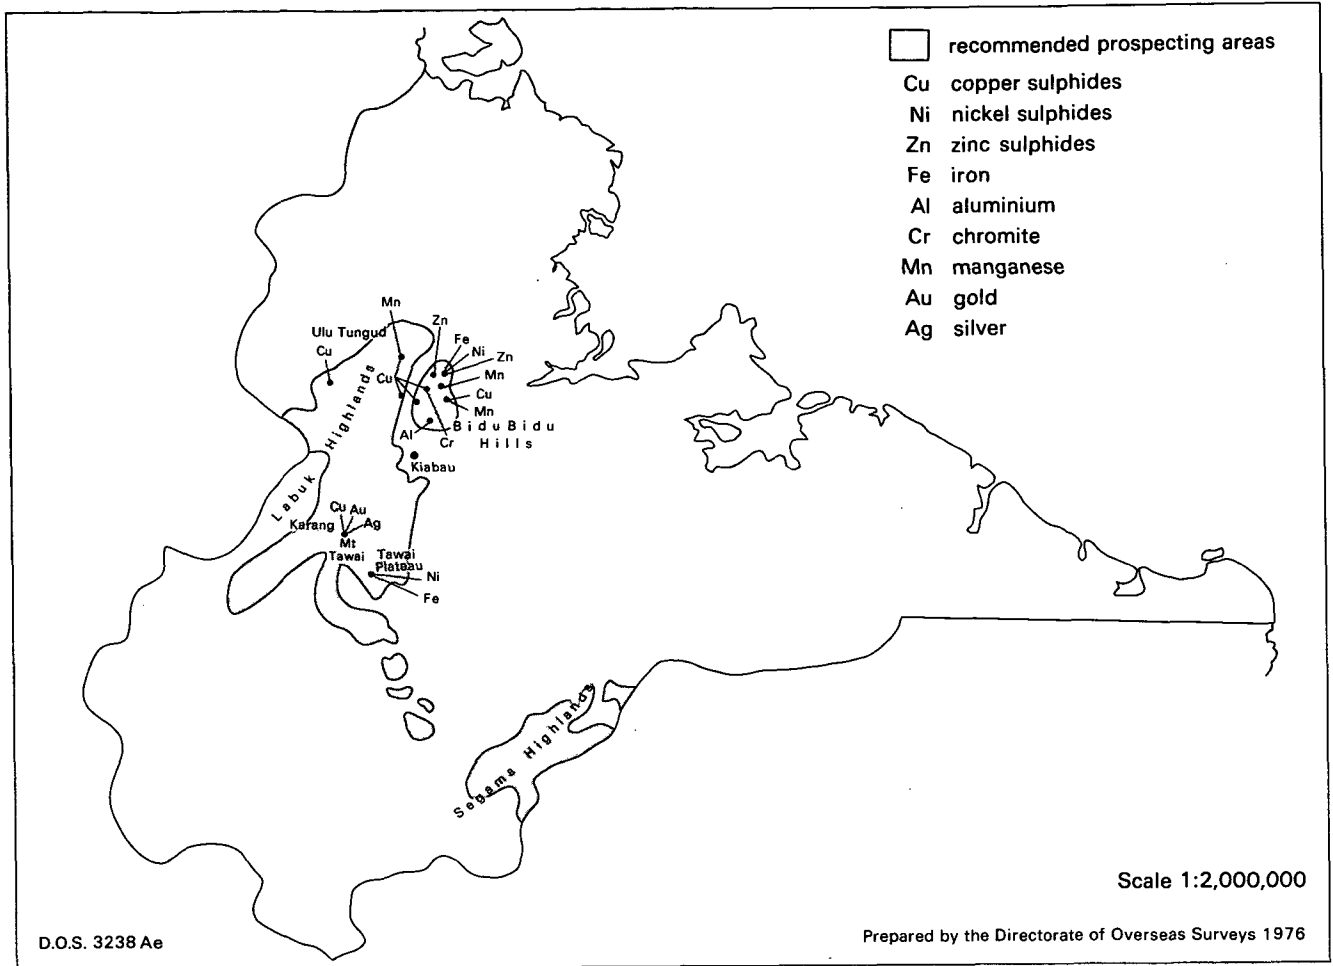 recommended prospecting areas
Cu copper sulphides
Ni nickel sulphides
Zn zinc sulphides
Fe iron
Al aluminium
Cr chromite
Mn manganese
Au gold
Ag silver
Mn
Zn
Ulu Tungud
Cu
Fe
Ni
Zn
Cu
Mn
Cu
Mn
Al
Cr
Bidu Bidu
Hills
Kiabau
Labuk Highlands
Cu Au
Karang
Ag
Mt
Tawai
Tawai
Plateau
Ni
Fe
Segama Highlands
Scale 1:2,000,000
D.O.S. 3238 Ae
Prepared by the Directorate of Overseas Surveys 1976